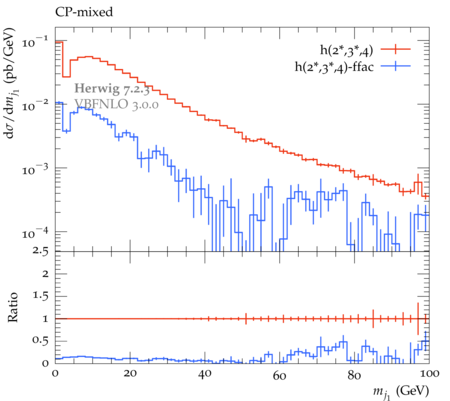 CP-mixed
h(2*,3*,4)
h(2*,3*,4)-ffac
Herwig 7.2.3
VBFNLO 3.0.0
dσ/dm_{j_1} (pb/GeV)
10^{-1}
10^{-2}
10^{-3}
10^{-4}
2.5
2
1.5
1
0.5
0
Ratio
0 20 40 60 80 100
m_{j_1} (GeV)